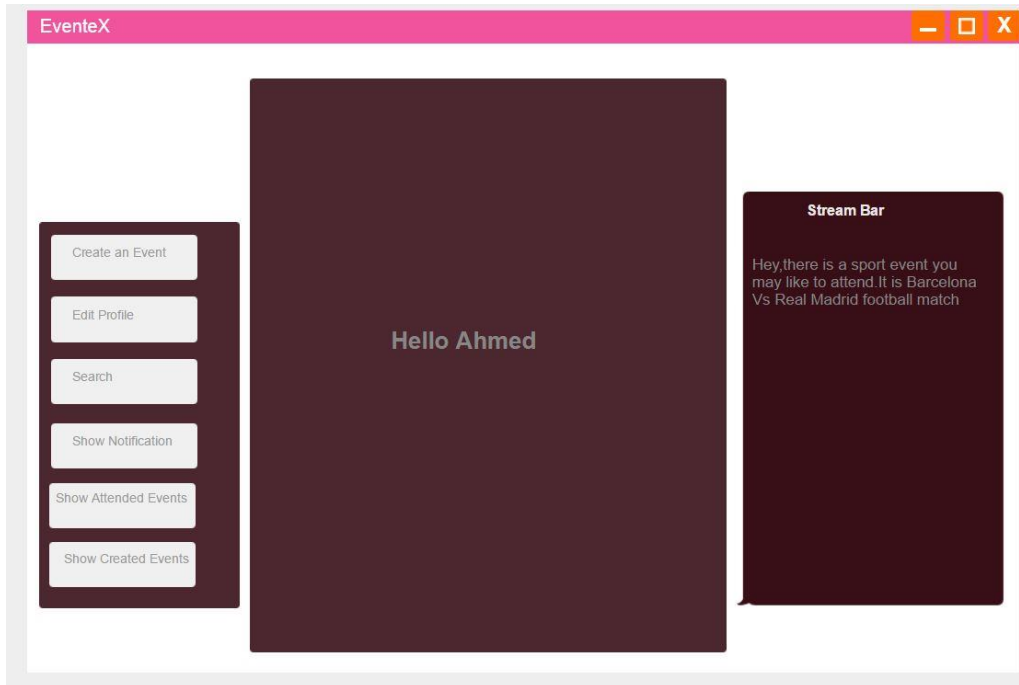 EventeX
X
Create an Event
Edit Profile
Search
Show Notification
Show Attended Events
Show Created Events
Hello Ahmed
Stream Bar
Hey,there is a sport event you
may like to attend.It is Barcelona
Vs Real Madrid football match